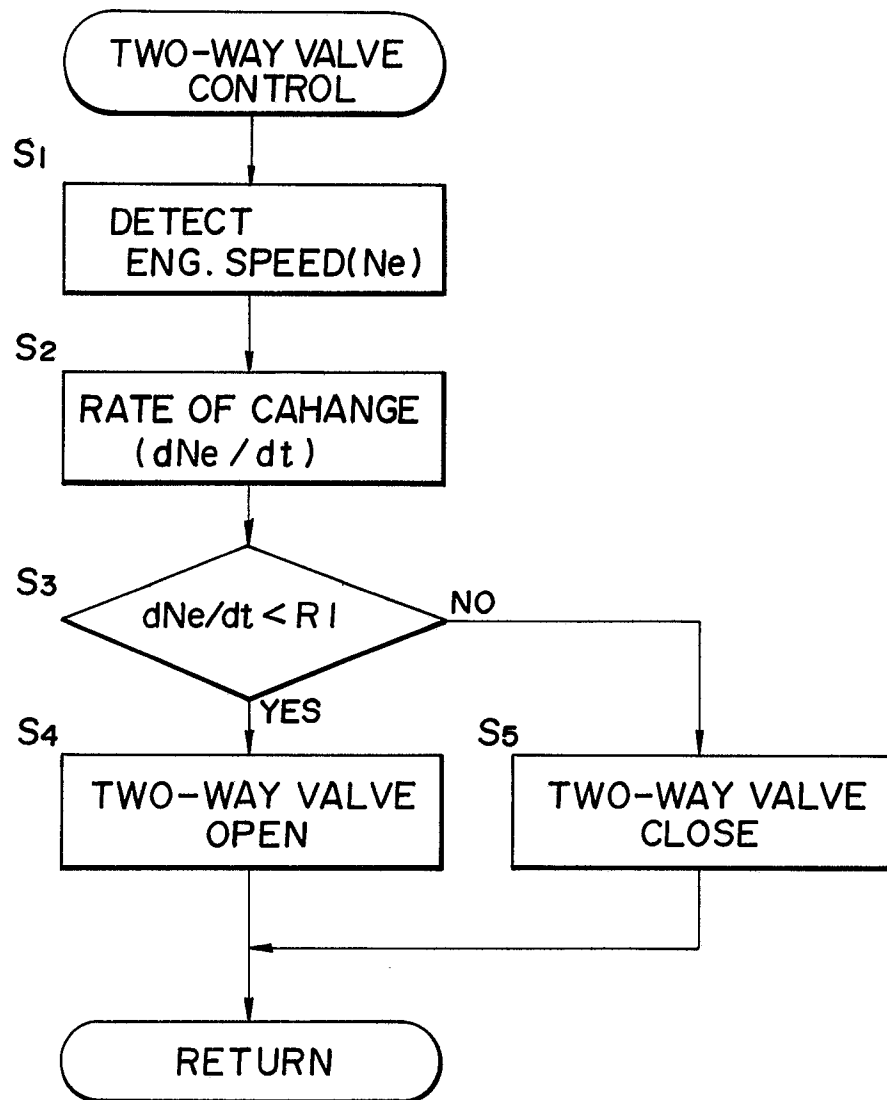 TWO-WAY VALVE
CONTROL
S1
DETECT
ENG. SPEED(Ne)
S2
RATE OF CAHANGE
(dNe/dt)
S3
dNe/dt < R1
NO
YES
S4
TWO-WAY VALVE
OPEN
S5
TWO-WAY VALVE
CLOSE
RETURN